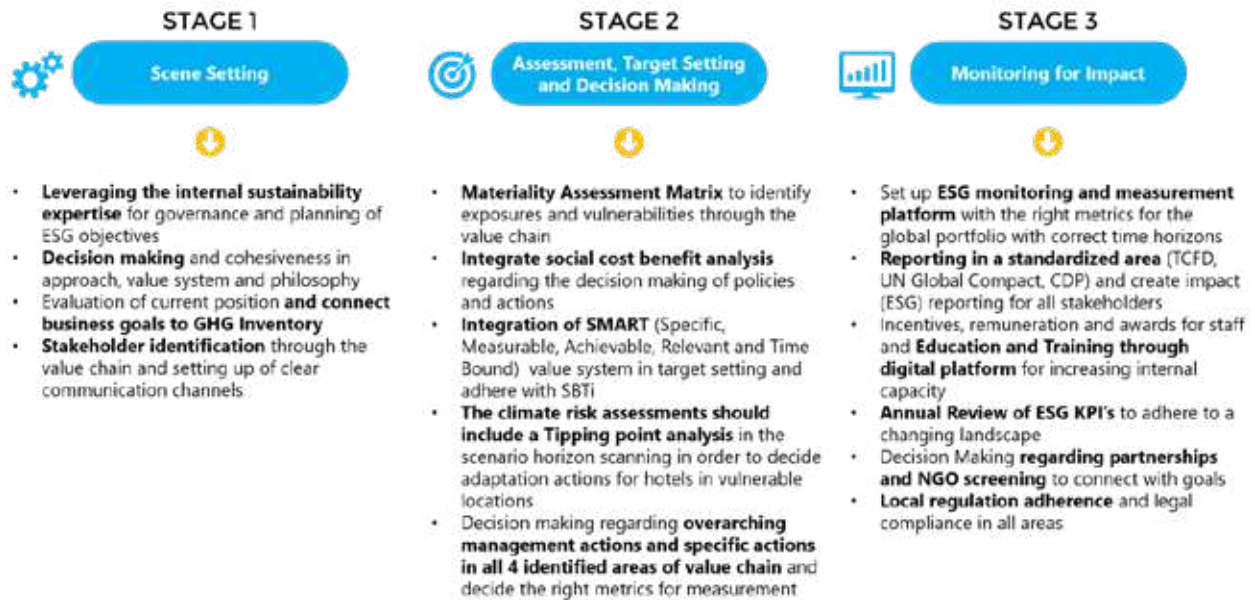 STAGE 1
Scene Setting
• Leveraging the internal sustainability
expertise for governance and planning of
ESG objectives
• Decision making and cohesiveness in
approach, value system and philosophy
• Evaluation of current position and connect
business goals to GHG Inventory
• Stakeholder identification through the
value chain and setting up of clear
communication channels
STAGE 2
Assessment, Target Setting
and Decision Making
• Materiality Assessment Matrix to identify
exposures and vulnerabilities through the
value chain
• Integrate social cost benefit analysis
regarding the decision making of policies
and actions
• Integration of SMART (Specific,
Measurable, Achievable, Relevant and Time
Bound) value system in target setting and
adhere with SBTi
• The climate risk assessments should
include a Tipping point analysis in the
scenario horizon scanning in order to decide
adaptation actions for hotels in vulnerable
locations
• Decision making regarding overarching
management actions and specific actions
in all 4 identified areas of value chain and
decide the right metrics for measurement
STAGE 3
Monitoring for Impact
• Set up ESG monitoring and measurement
platform with the right metrics for the
global portfolio with correct time horizons
• Reporting in a standardized area (TCFD,
UN Global Compact, CDP) and create impact
(ESG) reporting for all stakeholders
• Incentives, remuneration and awards for staff
and Education and Training through
digital platform for increasing internal
capacity
• Annual Review of ESG KPI's to adhere to a
changing landscape
• Decision Making regarding partnerships
and NGO screening to connect with goals
• Local regulation adherence and legal
compliance in all areas